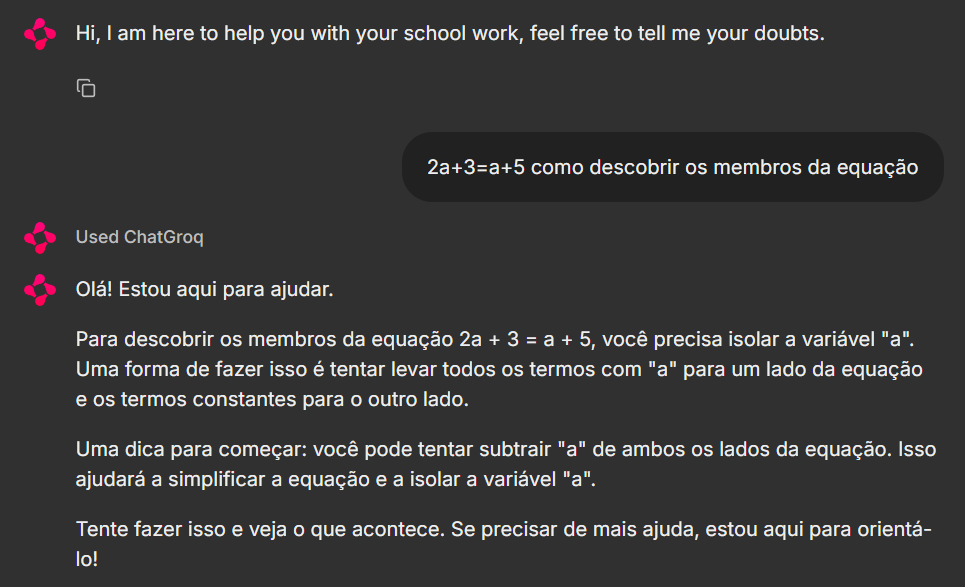 Hi, I am here to help you with your school work, feel free to tell me your doubts.
2a+3=a+5 como descobrir os membros da equação
Used ChatGroq
Olá! Estou aqui para ajudar.
Para descobrir os membros da equação 2a + 3 = a + 5, você precisa isolar a variável "a".
Uma forma de fazer isso é tentar levar todos os termos com "a" para um lado da equação
e os termos constantes para o outro lado.
Uma dica para começar: você pode tentar subtrair "a" de ambos os lados da equação. Isso
ajudará a simplificar a equação e a isolar a variável "a".
Tente fazer isso e veja o que acontece. Se precisar de mais ajuda, estou aqui para orientá-
lo!